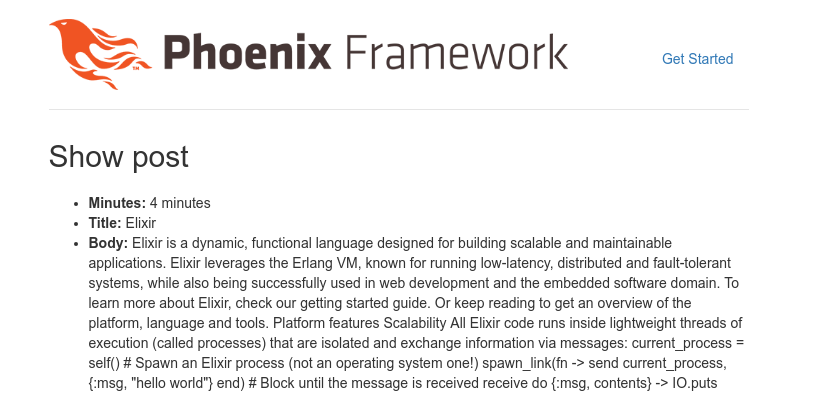 Phoenix Framework
Get Started
Show post
Minutes: 4 minutes
Title: Elixir
Body: Elixir is a dynamic, functional language designed for building scalable and maintainable
applications. Elixir leverages the Erlang VM, known for running low-latency, distributed and fault-tolerant
systems, while also being successfully used in web development and the embedded software domain. To
learn more about Elixir, check our getting started guide. Or keep reading to get an overview of the
platform, language and tools. Platform features Scalability All Elixir code runs inside lightweight threads of
execution (called processes) that are isolated and exchange information via messages: current_process =
self() # Spawn an Elixir process (not an operating system one!) spawn_link(fn -> send current_process,
{:msg, "hello world"} end) # Block until the message is received receive do {:msg, contents} -> IO.puts